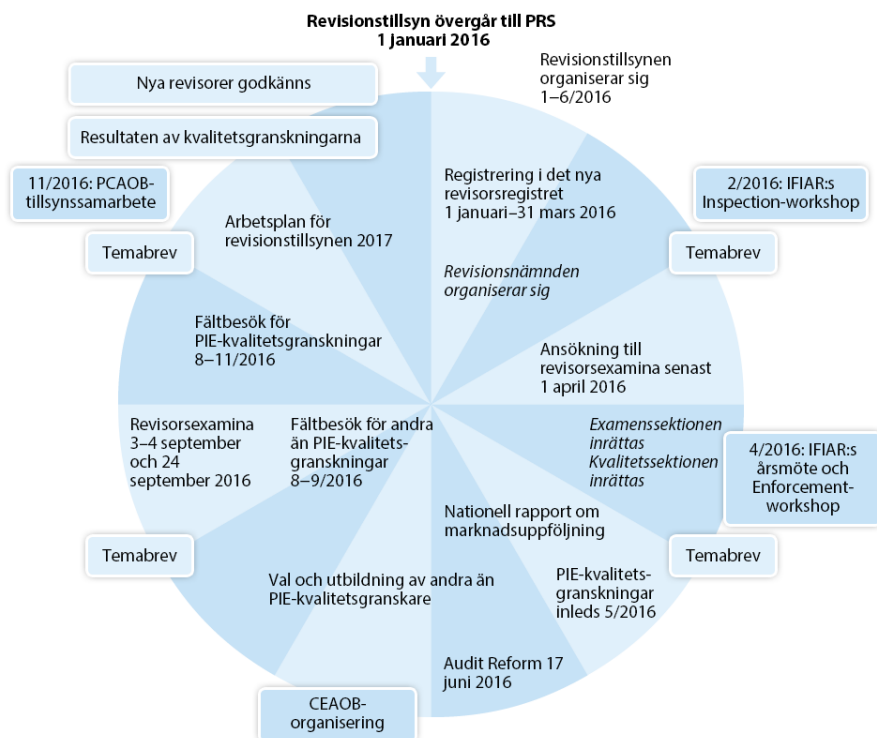 Revisionstillsyn övergår till PRS
1 januari 2016
Revisionstillsynen
organiserar sig
1–6/2016
Nya revisorer godkänns
Resultaten av kvalitetsgranskningarna
11/2016: PCAOB-
tillsynssamarbete
Temabrev
Arbetsplan för
revisionstillsynen 2017
Registrering i det nya
revisorsregistret
1 januari–31 mars 2016
2/2016: IFIAR:s
Inspection-workshop
Temabrev
Revisionsnämnden
organiserar sig
Fältbesök för
PIE-kvalitetsgranskningar
8–11/2016
Ansökning till
revisorsexamina senast
1 april 2016
Revisorsexamina
3–4 september
och 24
september 2016
Fältbesök för andra
än PIE-kvalitets-
granskningar
8–9/2016
Examenssektionen
inrättas
Kvalitetssektionen
inrättas
4/2016: IFIAR:s
årsmöte och
Enforcement-
workshop
Nationell rapport om
marknadsuppföljning
Temabrev
Temabrev
Val och utbildning av andra än
PIE-kvalitetsgranskare
PIE-kvalitets-
granskningar
inleds 5/2016
Audit Reform 17
juni 2016
CEAOB-
organisering